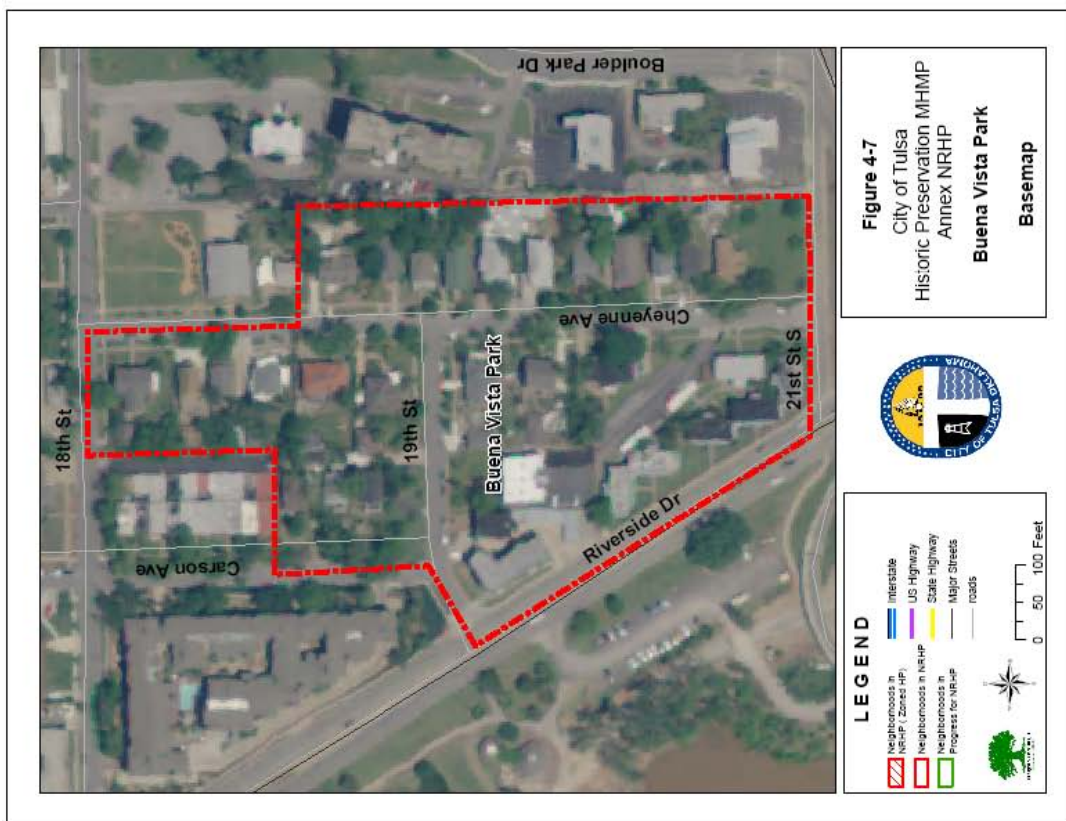 18th St
Carson Ave
19th St
Buena Vista Park
Cheyenne Ave
Boulder Park Dr
Riverside Dr
21st St S
LEGEND
Neighborhoods in
NRHP ( Zoned HP)
Neighborhoods in NRHP
Neighborhoods in
Progress for NRHP
Interstate
US Highway
State Highway
Major Streets
roads
0 50 100 Feet
CITY OF TULSA OKLAHOMA
Figure 4-7
City of Tulsa
Historic Preservation MHMP
Annex NRHP
Buena Vista Park
Basemap